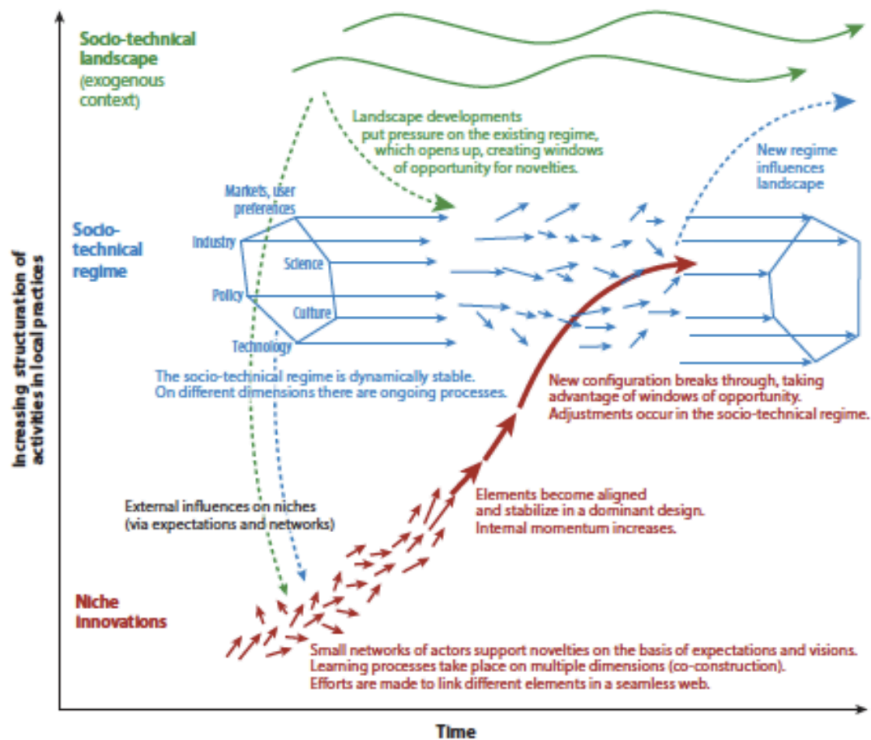 Socio-technical
landscape
(exogenous
context)
Landscape developments
put pressure on the existing regime,
which opens up, creating windows
of opportunity for novelties.
New regime
influences
landscape
Markets, user
preferences
Socio-
technical
regime
Industry
Science
Policy
Culture
Technology
The socio-technical regime is dynamically stable.
On different dimensions there are ongoing processes.
New configuration breaks through, taking
advantage of windows of opportunity.
Adjustments occur in the socio-technical regime.
Increasing structuration of
activities in local practices
External influences on niches
(via expectations and networks)
Elements become aligned
and stabilize in a dominant design.
Internal momentum increases.
Niche
innovations
Small networks of actors support novelties on the basis of expectations and visions.
Learning processes take place on multiple dimensions (co-construction).
Efforts are made to link different elements in a seamless web.
Time